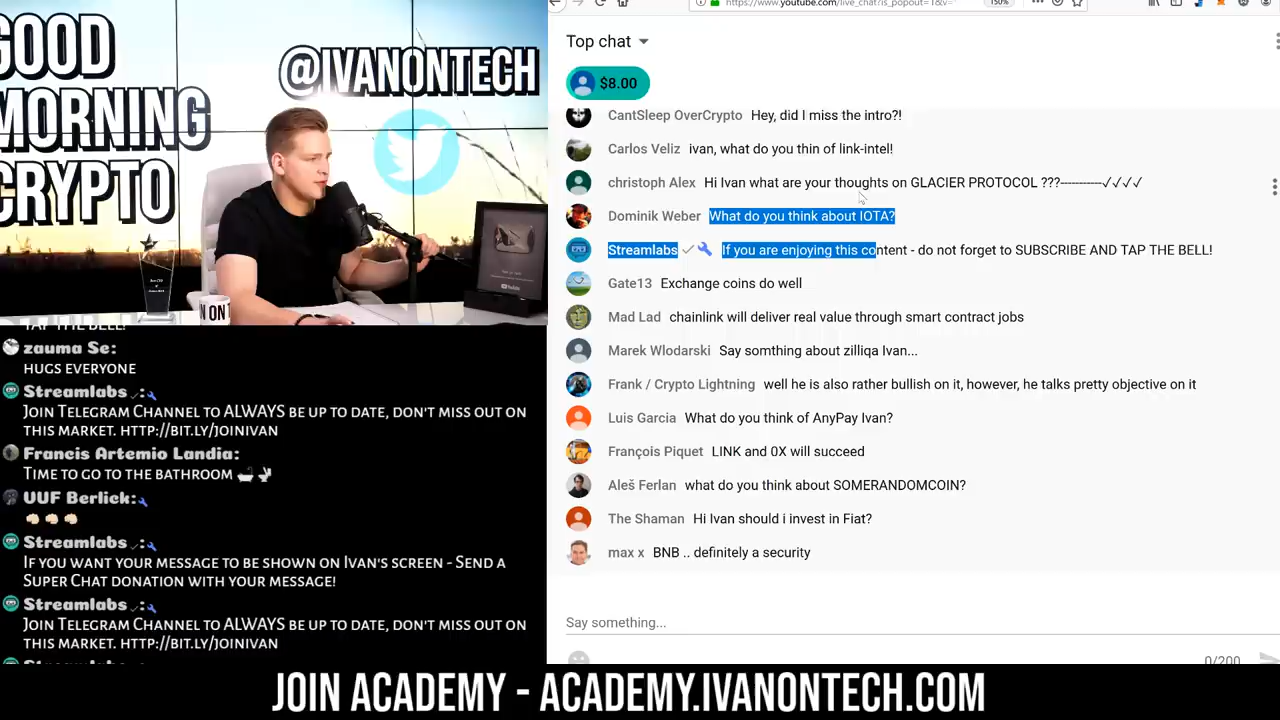 GOOD
MORNING
CRYPTO
@IVANONTECH
IN ON T
TAP THE BELL!
zauma Se:
HUGS EVERYONE
Streamlabs :
JOIN TELEGRAM CHANNEL TO ALWAYS BE UP TO DATE, DON'T MISS OUT ON
THIS MARKET. HTTP://BIT.LY/JOINIVAN
Francis Artemio Landia:
TIME TO GO TO THE BATHROOM 🛁🚽
UUF Berlick:
👊🏻👊🏻👊🏻
Streamlabs :
IF YOU WANT YOUR MESSAGE TO BE SHOWN ON IVAN'S SCREEN - SEND A
SUPER CHAT DONATION WITH YOUR MESSAGE!
Streamlabs :
JOIN TELEGRAM CHANNEL TO ALWAYS BE UP TO DATE, DON'T MISS OUT ON
THIS MARKET. HTTP://BIT.LY/JOINIVAN
https://www.youtube.com/live_chat?is_popout=1&v= 150%
Top chat
$8.00
CantSleep OverCrypto Hey, did I miss the intro?!
Carlos Veliz ivan, what do you thin of link-intel!
christoph Alex Hi Ivan what are your thoughts on GLACIER PROTOCOL ???-----------✓✓✓✓
Dominik Weber What do you think about IOTA?
Streamlabs If you are enjoying this content - do not forget to SUBSCRIBE AND TAP THE BELL!
Gate13 Exchange coins do well
Mad Lad chainlink will deliver real value through smart contract jobs
Marek Wlodarski Say somthing about zilliqa Ivan...
Frank / Crypto Lightning well he is also rather bullish on it, however, he talks pretty objective on it
Luis Garcia What do you think of AnyPay Ivan?
François Piquet LINK and 0X will succeed
Aleš Ferlan what do you think about SOMERANDOMCOIN?
The Shaman Hi Ivan should i invest in Fiat?
max x BNB .. definitely a security
Say something...
0/200
JOIN ACADEMY - ACADEMY.IVANONTECH.COM